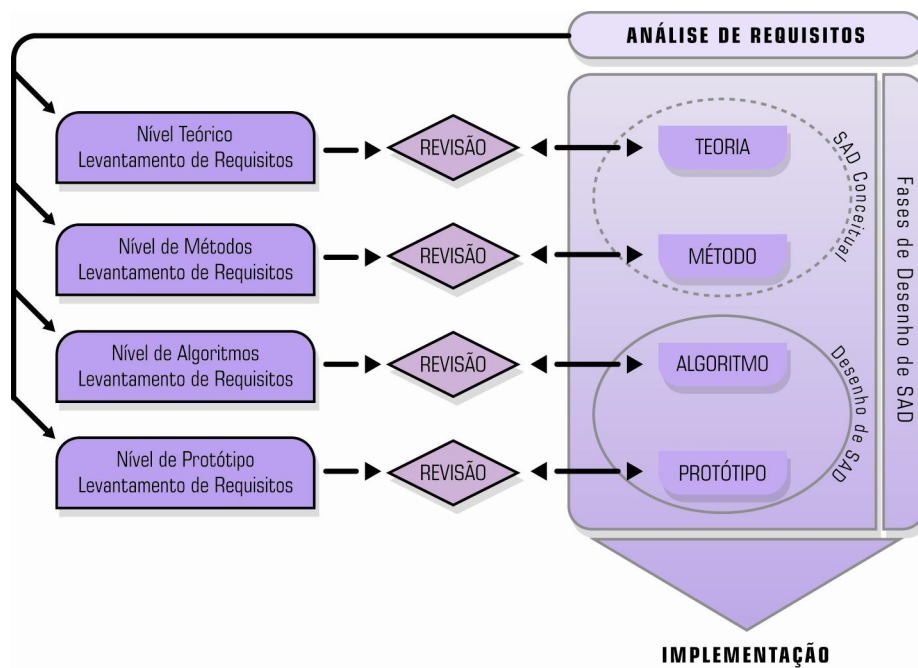 ANÁLISE DE REQUISITOS
Nível Teórico
Levantamento de Requisitos
REVISÃO
TEORIA
Nível de Métodos
Levantamento de Requisitos
REVISÃO
MÉTODO
SAD Conceitual
Nível de Algoritmos
Levantamento de Requisitos
REVISÃO
ALGORITMO
Nível de Protótipo
Levantamento de Requisitos
REVISÃO
PROTÓTIPO
Desenho de SAD
Fases de Desenho de SAD
IMPLEMENTAÇÃO